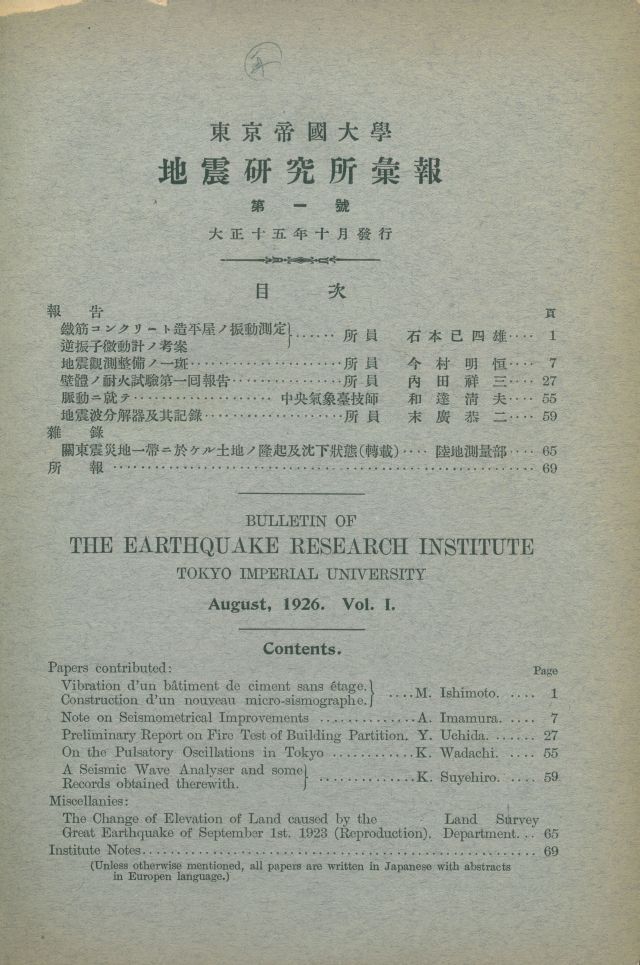 東京帝國大學
地震研究所彙報
第一號
大正十五年十月發行
目次
報告 頁
鐵筋コンクリート造平屋ノ振動測定
逆振子微動計ノ考案 ...... 所員 石本巳四雄 .... 1
地震觀測整備ノ一斑 ...... 所員 今村明恒 .... 7
壁體ノ耐火試驗第一回報告 ...... 所員 内田祥三 .... 27
脈動ニ就テ ...... 中央氣象臺技師 和達清夫 .... 55
地震波分解器及其記錄 ...... 所員 末廣恭二 .... 59
雜錄
關東震災地一帶ニ於ケル土地ノ隆起及沈下狀態(轉載) .... 陸地測量部 .... 65
所報 ...... 69
BULLETIN OF
THE EARTHQUAKE RESEARCH INSTITUTE
TOKYO IMPERIAL UNIVERSITY
August, 1926. Vol. I.
Contents.
Papers contributed: Page
Vibration d'un bâtiment de ciment sans étage.
Construction d'un nouveau micro-sismographe. ....M. Ishimoto. .... 1
Note on Seismometrical Improvements .............A. Imamura. .... 7
Preliminary Report on Fire Test of Building Partition. Y. Uchida. .... 27
On the Pulsatory Oscillations in Tokyo ............K. Wadachi. .... 55
A Seismic Wave Analyser and some
Records obtained therewith. ............K. Suyehiro. .... 59
Miscellanies:
The Change of Elevation of Land caused by the Land Survey
Great Earthquake of September 1st. 1923 (Reproduction). Department... 65
Institute Notes...... 69
(Unless otherwise mentioned, all papers are written in Japanese with abstracts
in Europen language.)